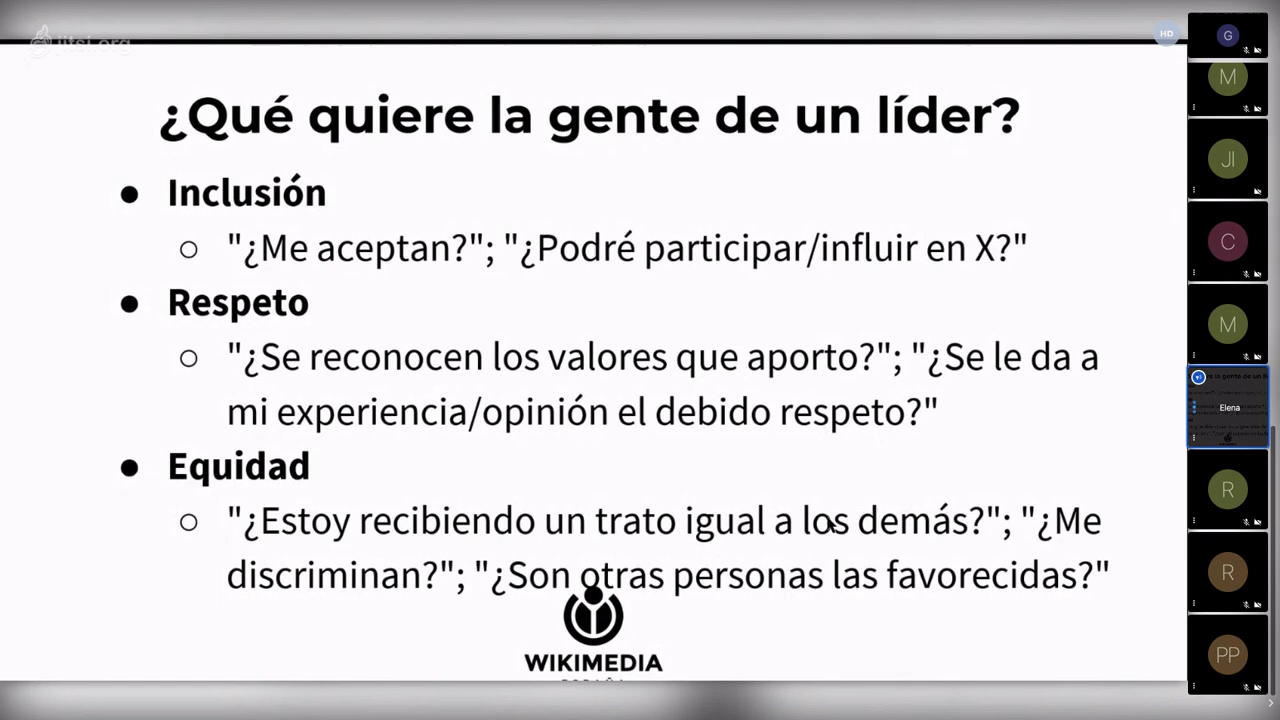 jitsi.org
HD
¿Qué quiere la gente de un líder?
● Inclusión
○ "¿Me aceptan?"; "¿Podré participar/influir en X?"
● Respeto
○ "¿Se reconocen los valores que aporto?"; "¿Se le da a
mi experiencia/opinión el debido respeto?"
● Equidad
○ "¿Estoy recibiendo un trato igual a los demás?"; "¿Me
discriminan?"; "¿Son otras personas las favorecidas?"
WIKIMEDIA
G
M
JI
C
M
Elena
R
R
PP